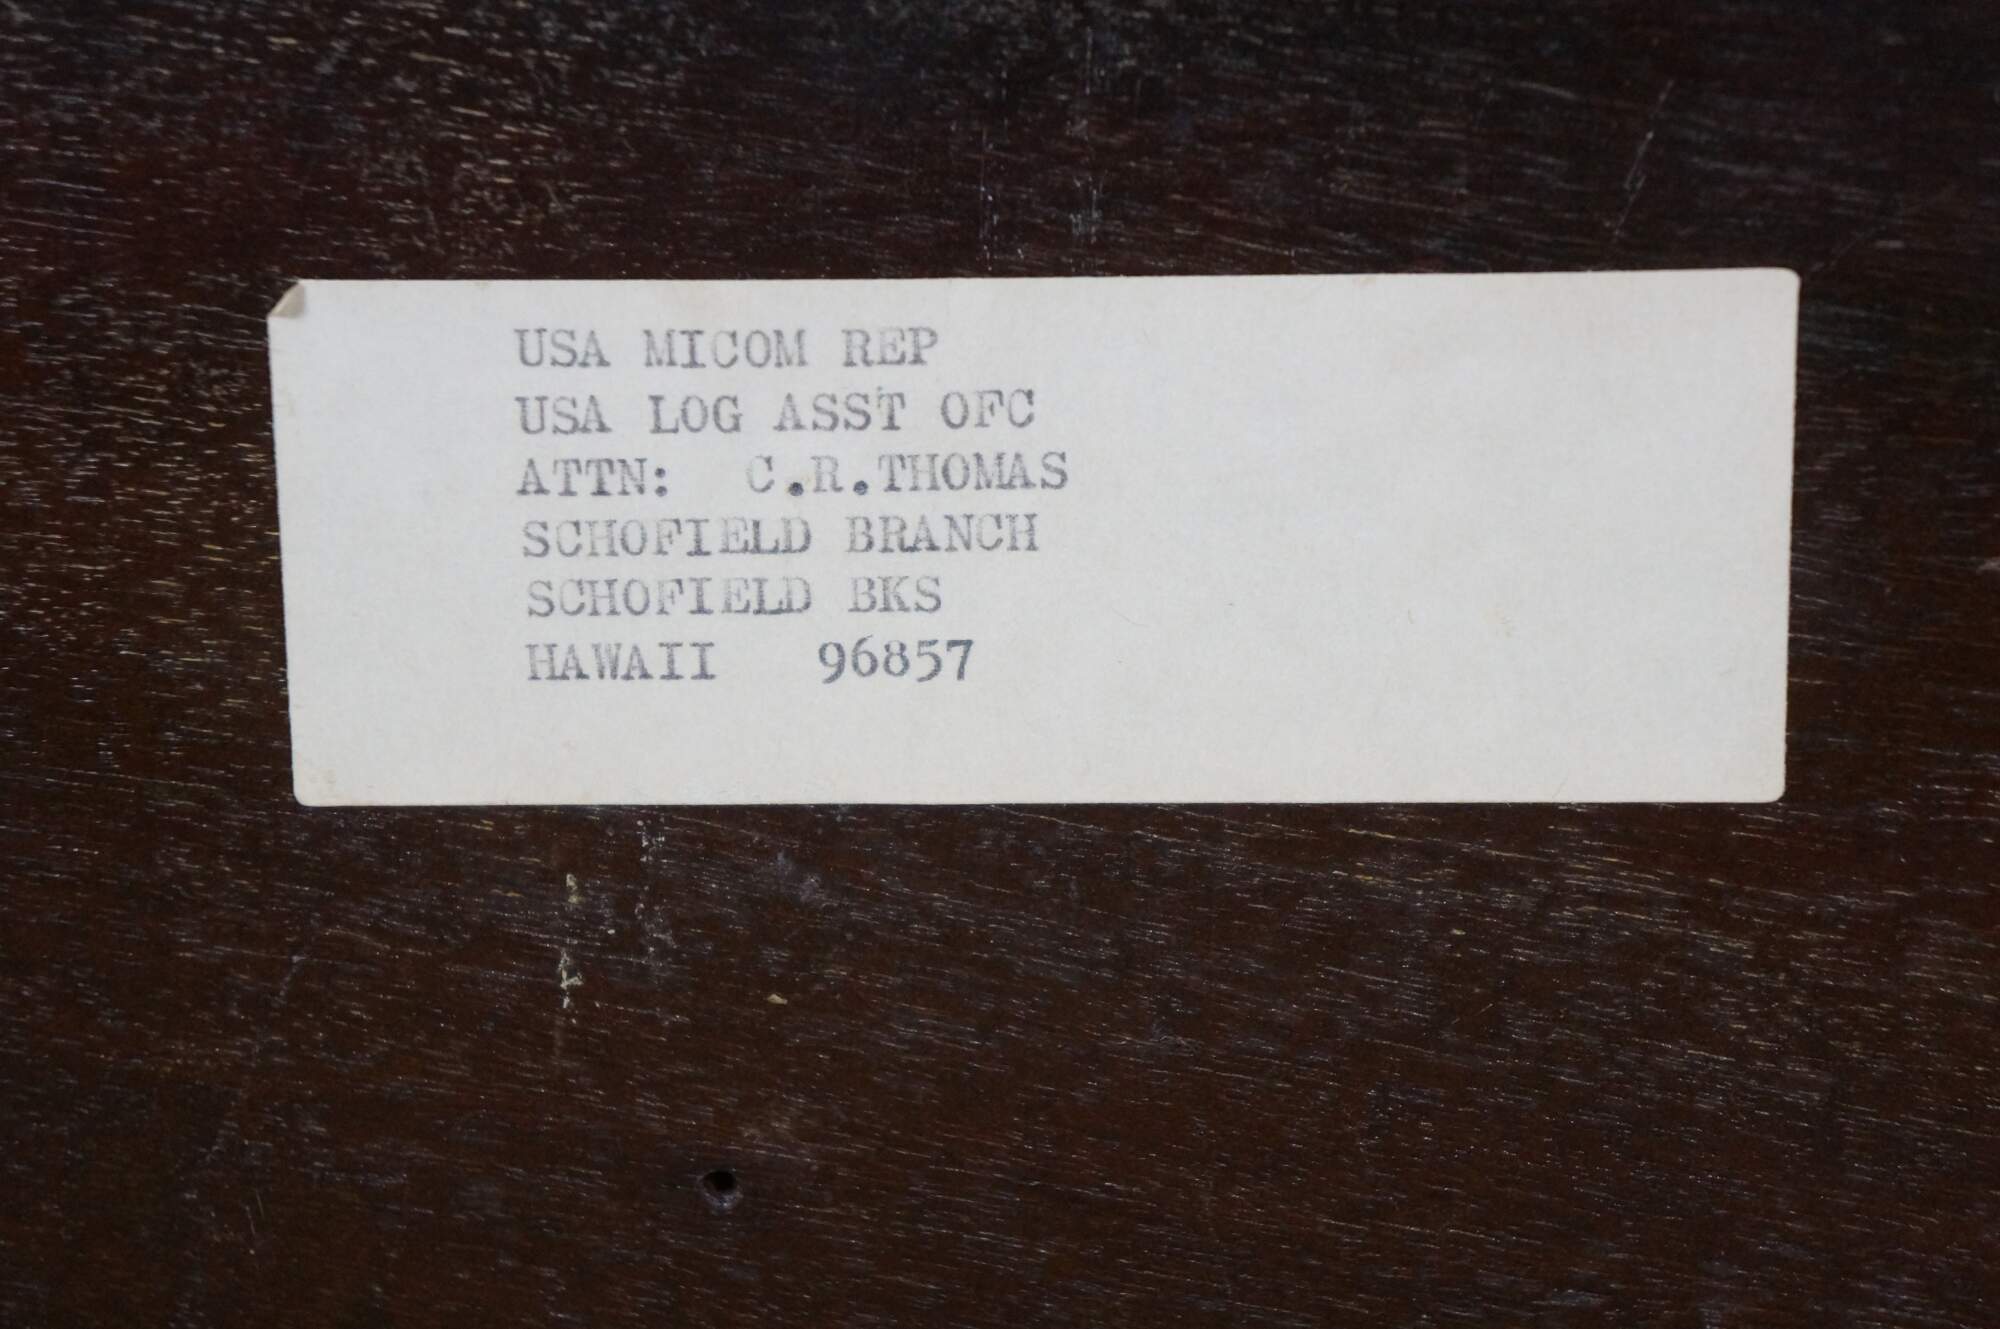 USA MICOM REP
USA LOG ASST OFC
ATTN: C.R.THOMAS
SCHOFIELD BRANCH
SCHOFIELD BKS
HAWAII 96857